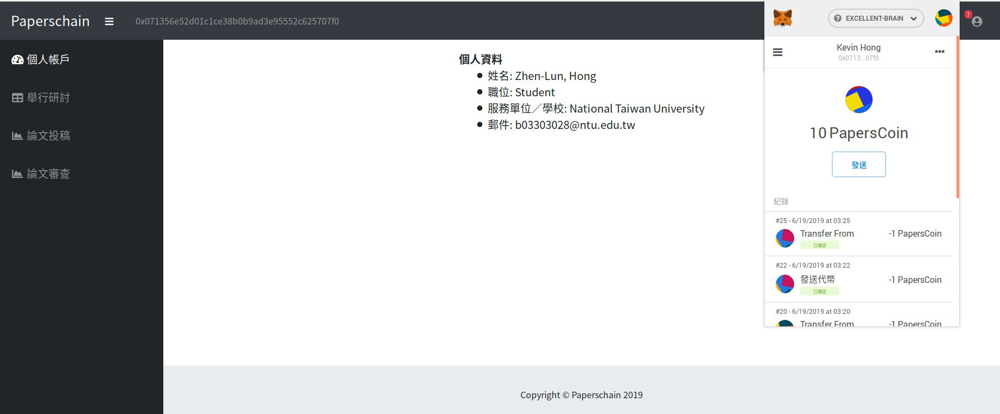 Paperschain
0x071356e52d01c1ce38b0b9ad3e95552c625707f0
個人帳戶
舉行研討
論文投稿
論文審查
個人資料
姓名: Zhen-Lun, Hong
職位: Student
服務單位／學校: National Taiwan University
郵件: b03303028@ntu.edu.tw
EXCELLENT-BRAIN
7
Kevin Hong
0x0713...07f0
10 PapersCoin
發送
紀錄
#25 - 6/19/2019 at 03:25
Transfer From -1 PapersCoin
已確認
#22 - 6/19/2019 at 03:22
發送代幣 -1 PapersCoin
已確認
#20 - 6/19/2019 at 03:20
Transfer From -1 PapersCoin
Copyright © Paperschain 2019